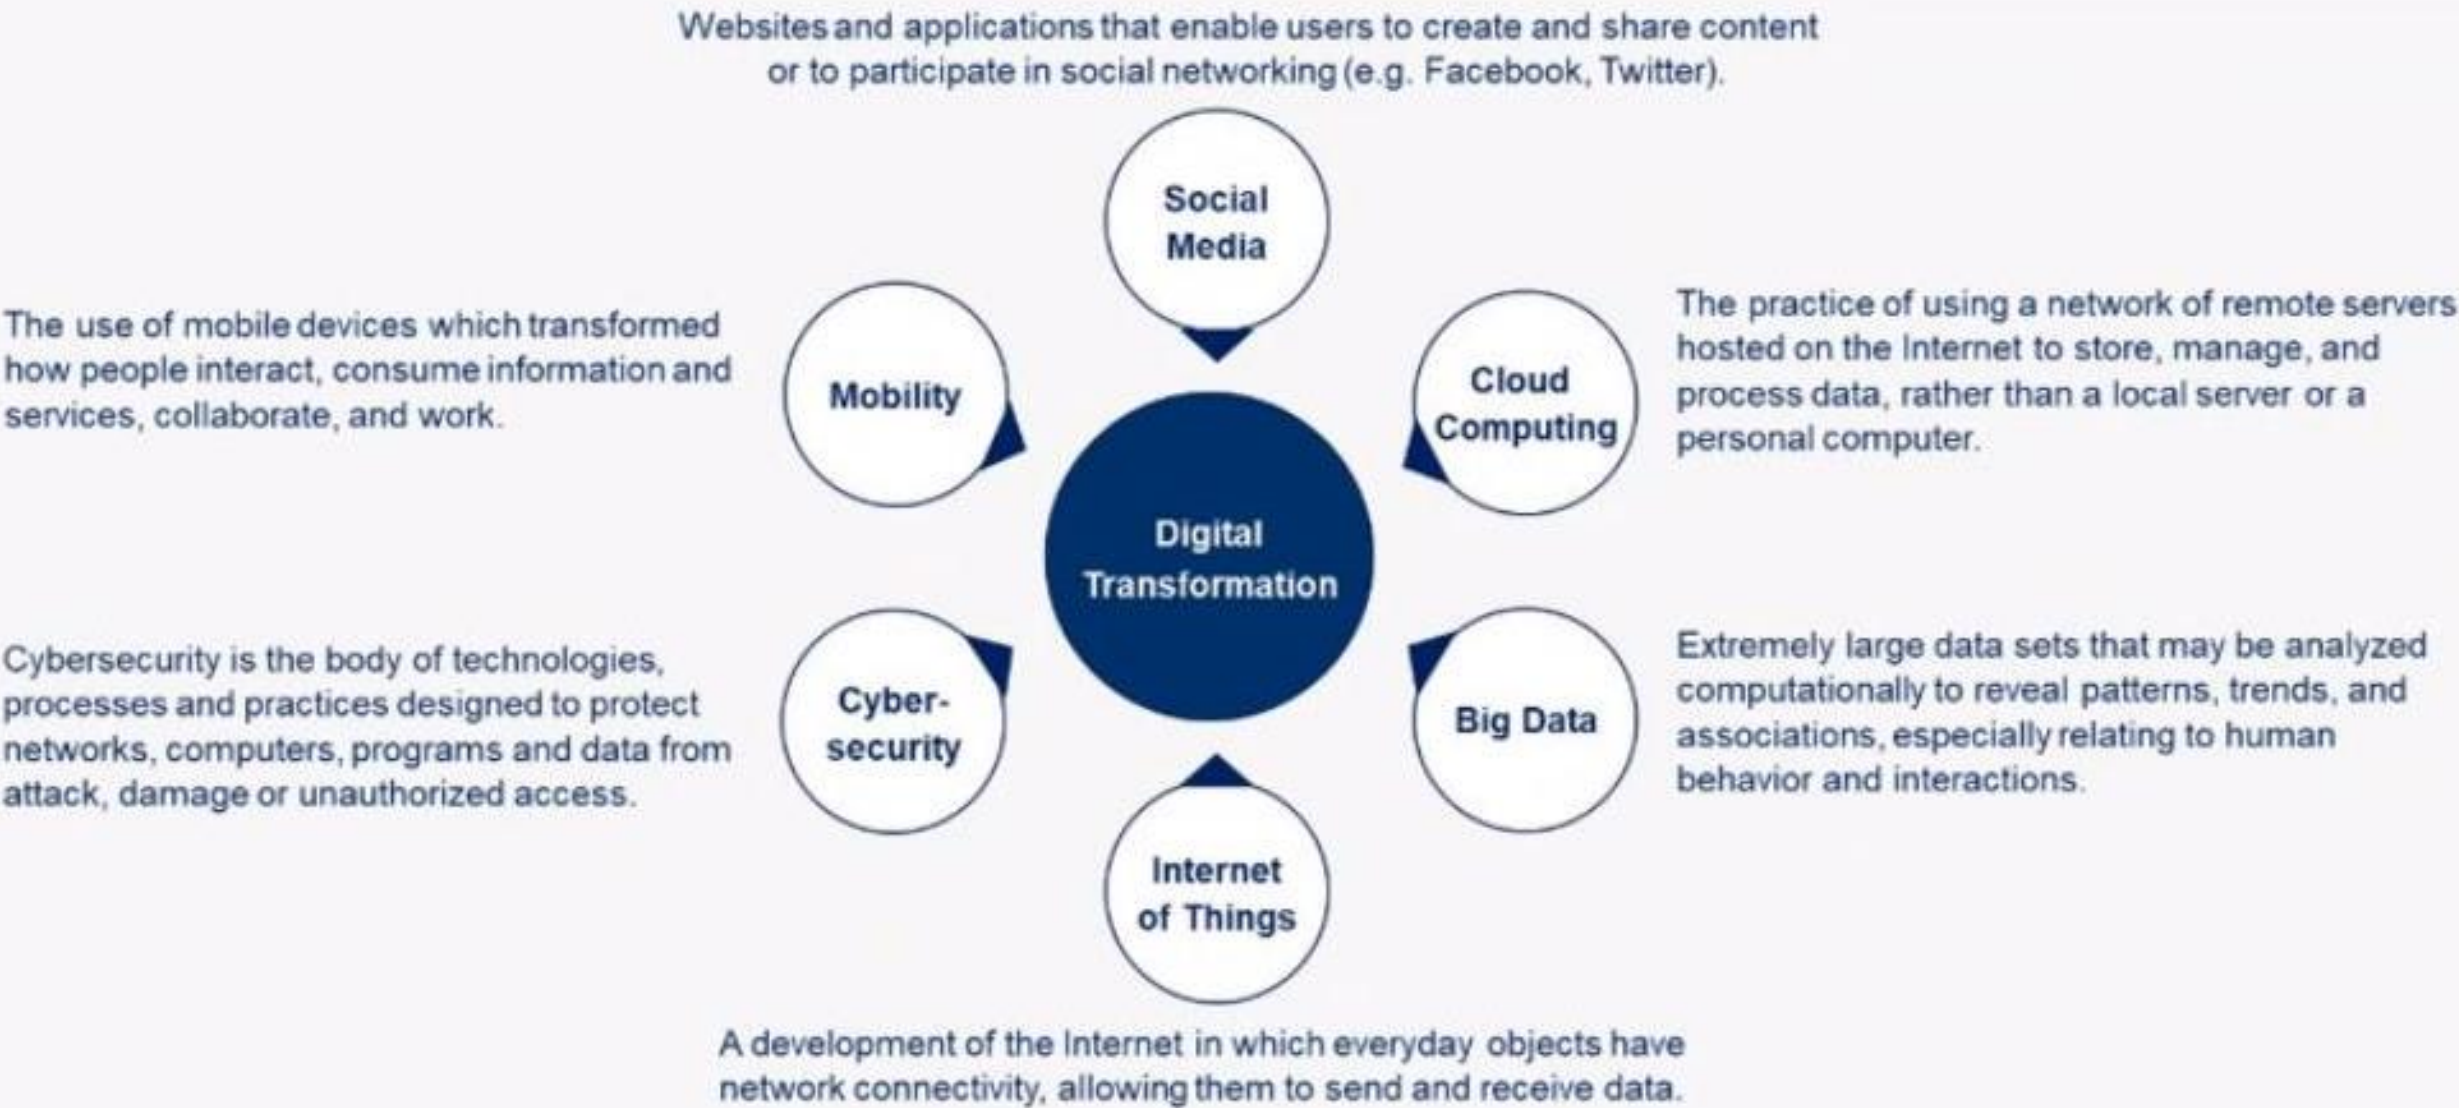 Websites and applications that enable users to create and share content
or to participate in social networking (e.g. Facebook, Twitter).
Social
Media
The use of mobile devices which transformed
how people interact, consume information and
services, collaborate, and work.
Mobility
Cloud
Computing
The practice of using a network of remote servers
hosted on the Internet to store, manage, and
process data, rather than a local server or a
personal computer.
Digital
Transformation
Cybersecurity is the body of technologies,
processes and practices designed to protect
networks, computers, programs and data from
attack, damage or unauthorized access.
Cyber-
security
Big Data
Extremely large data sets that may be analyzed
computationally to reveal patterns, trends, and
associations, especially relating to human
behavior and interactions.
Internet
of Things
A development of the Internet in which everyday objects have
network connectivity, allowing them to send and receive data.